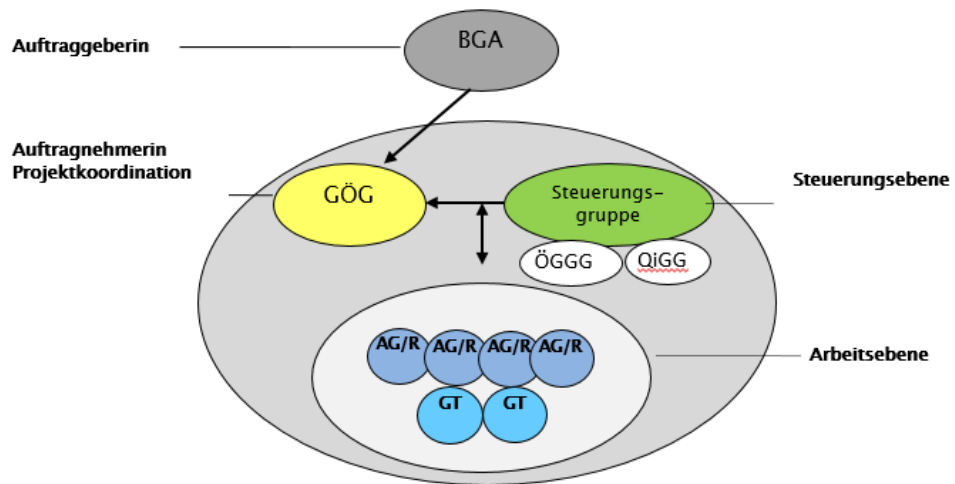 BGA
Auftraggeberin
Auftragnehmerin
Projektkoordination
GÖG
Steuerungs-
gruppe
Steuerungsebene
ÖGGG
QiGG
AG/R AG/R AG/R AG/R
GT GT
Arbeitsebene